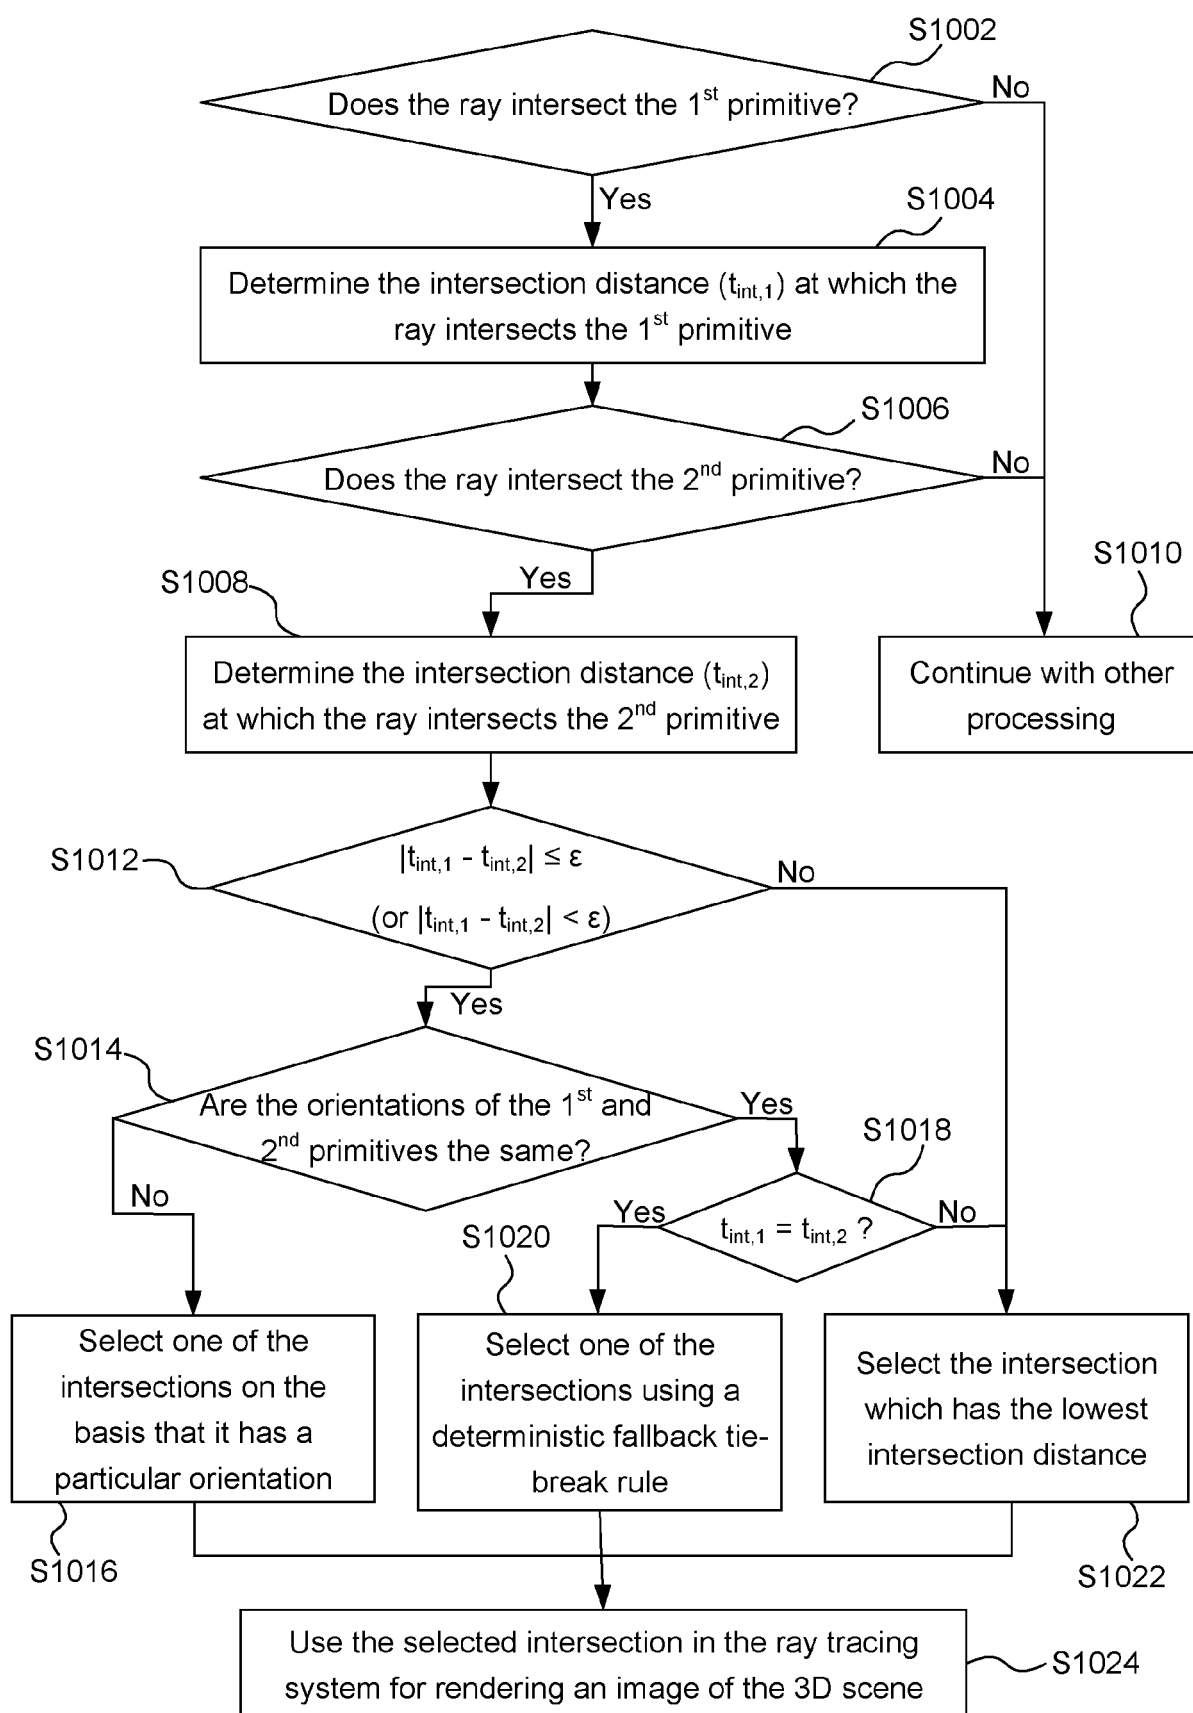 S1002
Does the ray intersect the 1st primitive?
No
Yes
S1004
Determine the intersection distance (tint,1) at which the
ray intersects the 1st primitive
S1006
Does the ray intersect the 2nd primitive?
No
Yes
S1008
S1010
Determine the intersection distance (tint,2)
at which the ray intersects the 2nd primitive
Continue with other
processing
S1012
|tint,1 - tint,2| ≤ ε
(or |tint,1 - tint,2| < ε)
No
Yes
S1014
Are the orientations of the 1st and
2nd primitives the same?
Yes
No
S1018
tint,1 = tint,2 ?
Yes
No
S1020
Select one of the
intersections on the
basis that it has a
particular orientation
Select one of the
intersections using a
deterministic fallback tie-
break rule
Select the intersection
which has the lowest
intersection distance
S1016
S1022
Use the selected intersection in the ray tracing
system for rendering an image of the 3D scene
S1024